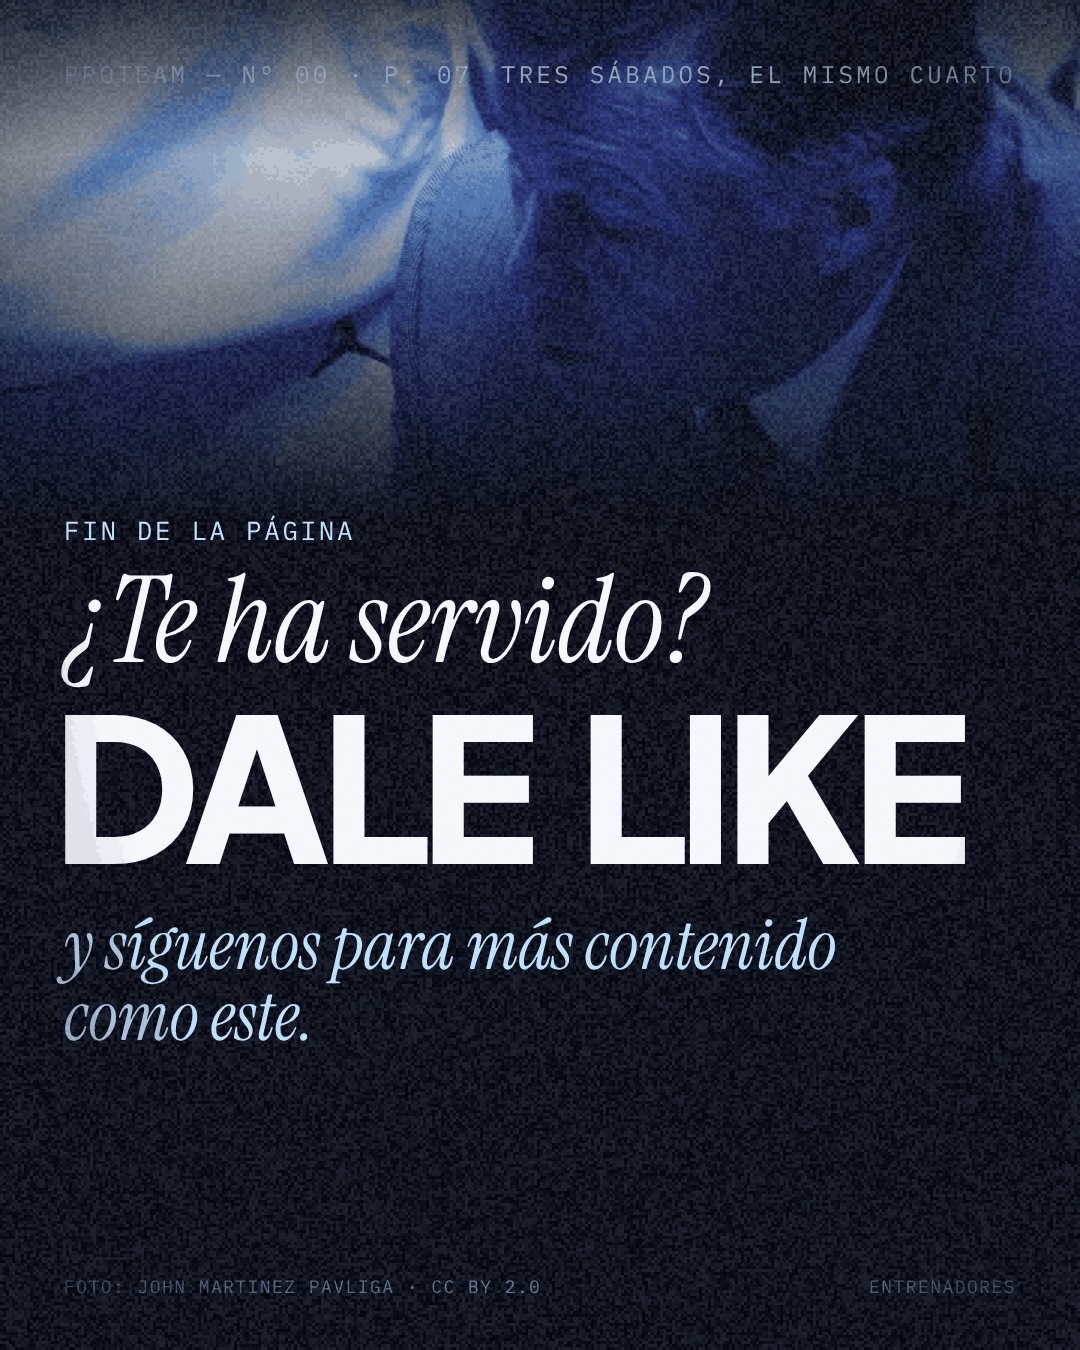 PROTEAM — Nº 00 · P. 07 TRES SÁBADOS, EL MISMO CUARTO
FIN DE LA PÁGINA
¿Te ha servido?
DALE LIKE
y síguenos para más contenido
como este.
FOTO: JOHN MARTINEZ PAVLIGA · CC BY 2.0
ENTRENADORES